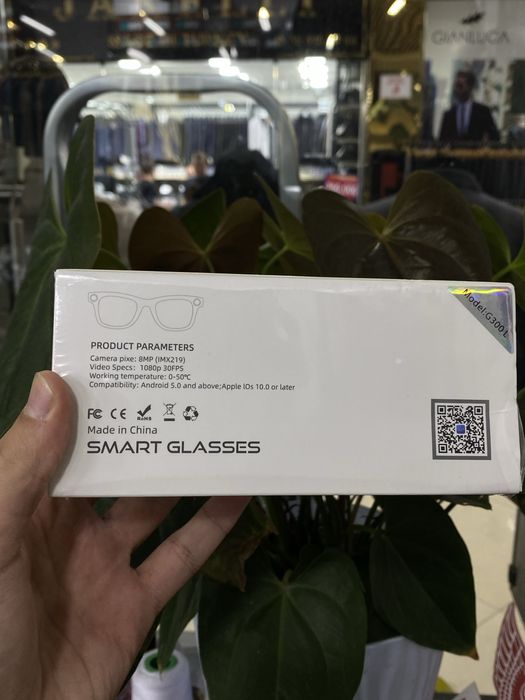 GIANLUCA
Model:G300L
PRODUCT PARAMETERS
Camera pixe: 8MP (IMX219)
Video Specs: 1080p 30FPS
Working temperature: 0-50℃
Compatibility: Android 5.0 and above;Apple IOs 10.0 or later
FC CE RoHS
Made in China
SMART GLASSES